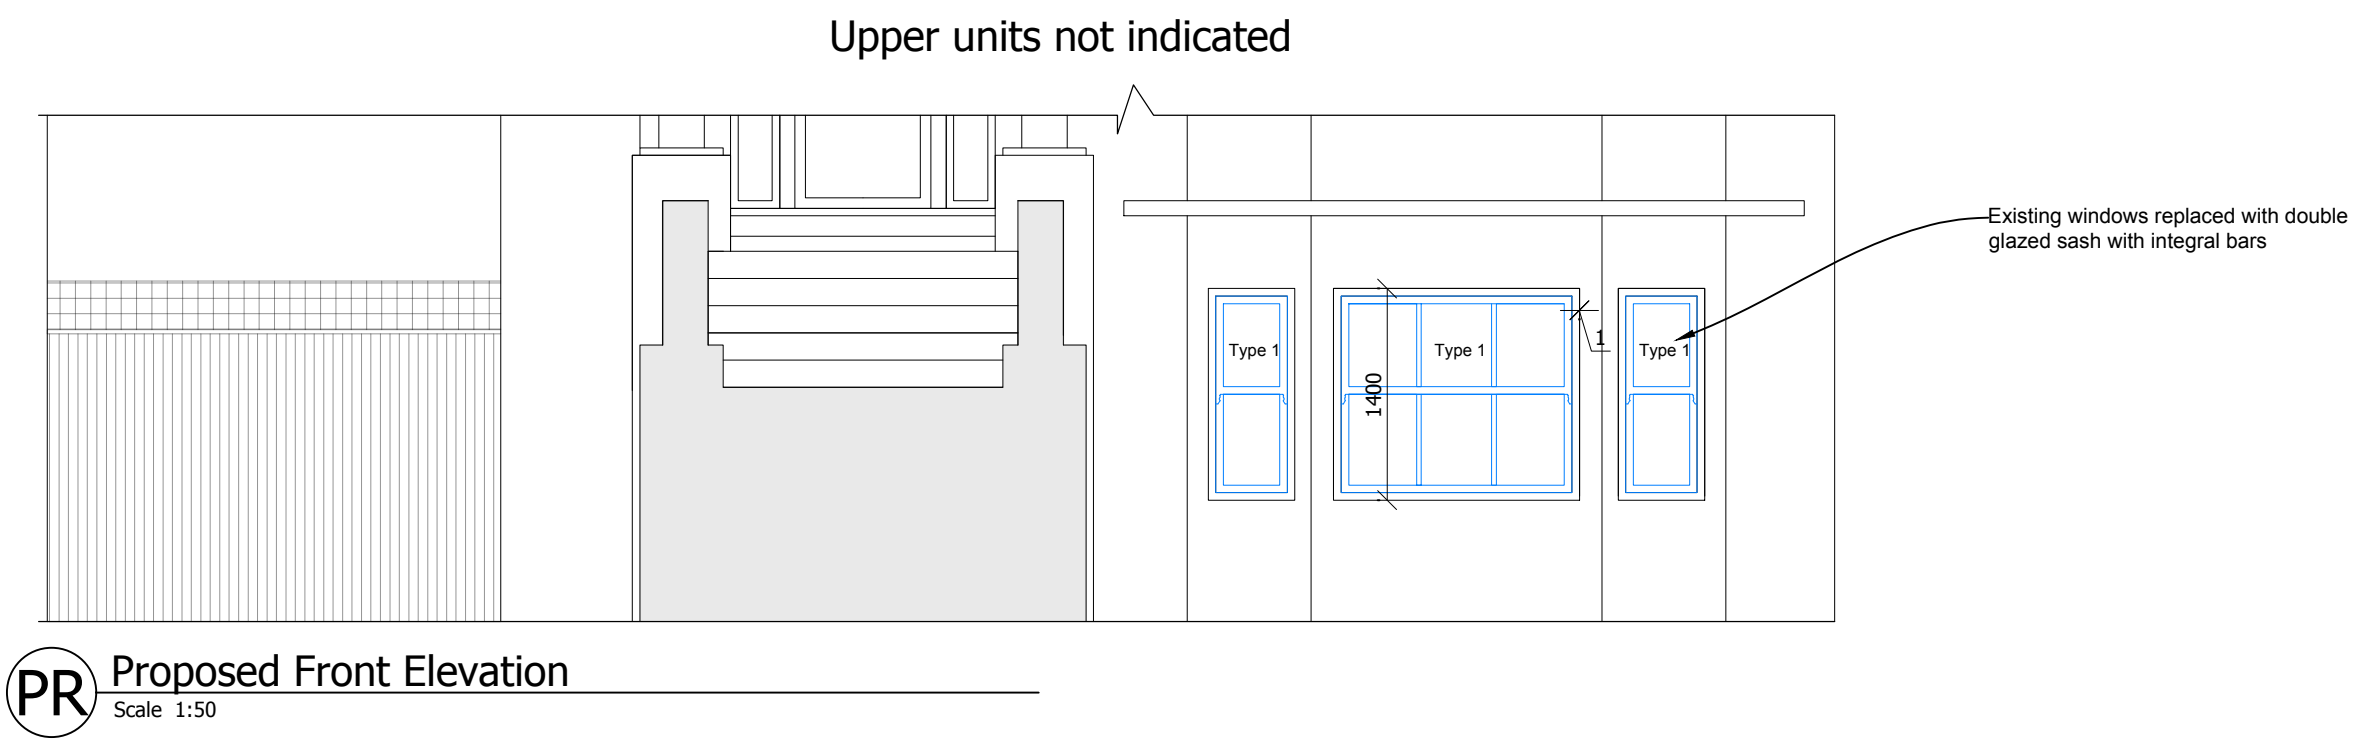 Upper units not indicated
Existing windows replaced with double
glazed sash with integral bars
Type 1
Type 1
Type 1
1
1400
PR
Proposed Front Elevation
Scale 1:50